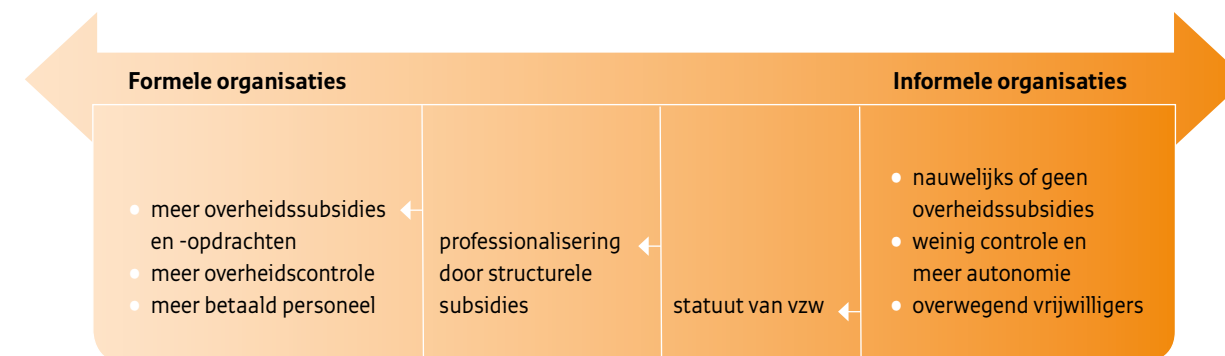 Formele organisaties
Informele organisaties
• meer overheidssubsidies
en -opdrachten
• meer overheidscontrole
• meer betaald personeel
professionalisering
door structurele
subsidies
statuut van vzw
• nauwelijks of geen
overheidssubsidies
• weinig controle en
meer autonomie
• overwegend vrijwilligers